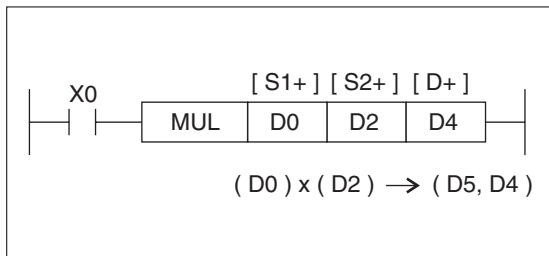 [ S1+ ] [ S2+ ] [ D+ ]
X0
MUL D0 D2 D4
( D0 ) x ( D2 ) → ( D5, D4 )